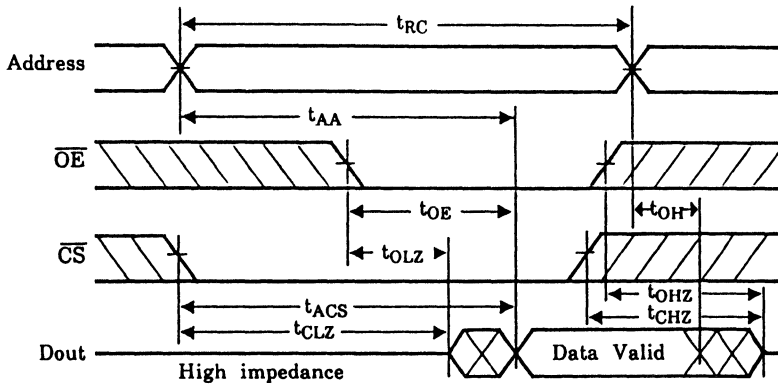 tRC
Address
tAA
OE
tOE
tOH
CS
tOLZ
tOHZ
tACS
tCHZ
tCLZ
Dout
Data Valid
High impedance